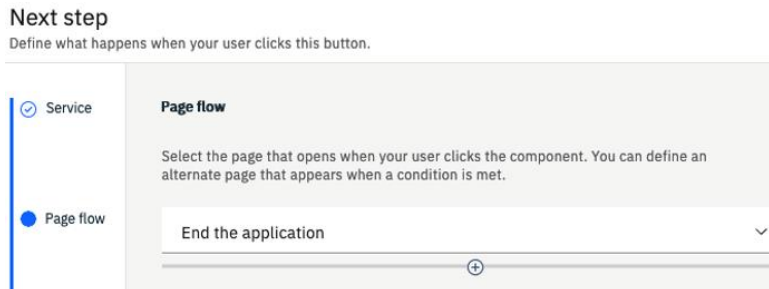 Next step
Define what happens when your user clicks this button.
Service
Page flow
Select the page that opens when your user clicks the component. You can define an
alternate page that appears when a condition is met.
Page flow
End the application